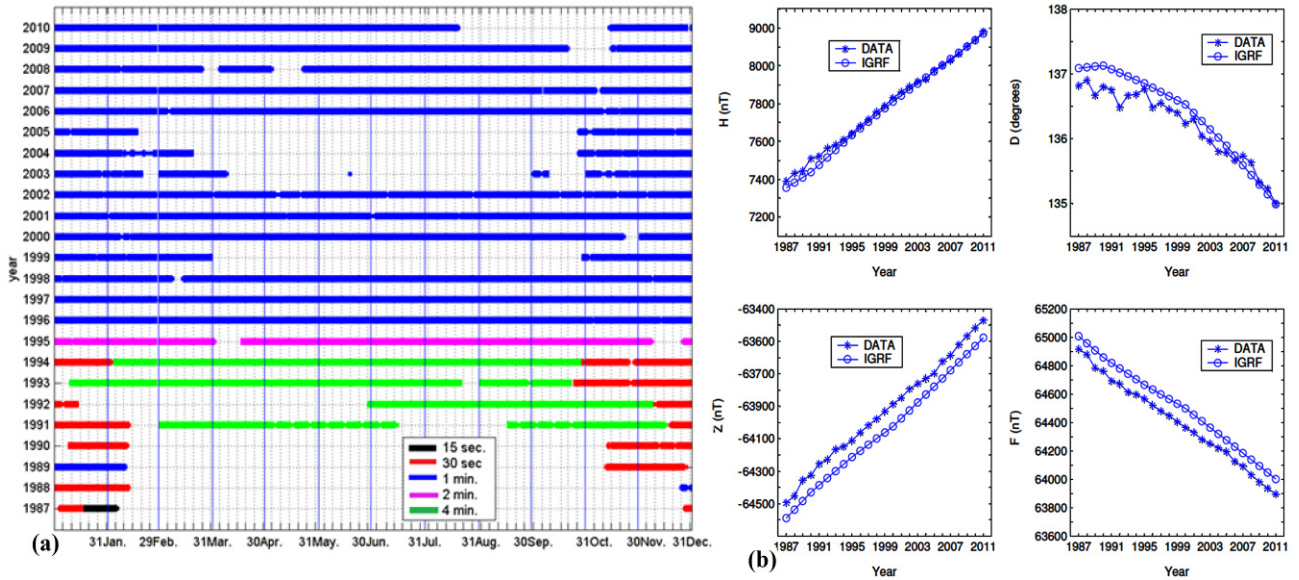 year
2010
2009
2008
2007
2006
2005
2004
2003
2002
2001
2000
1999
1998
1997
1996
1995
1994
1993
1992
1991
1990
1989
1988
1987
15 sec.
30 sec
1 min.
2 min.
4 min.
31Jan. 29Feb. 31Mar. 30Apr. 31May. 30Jun. 31Jul. 31Aug. 30Sep. 31Oct. 30Nov. 31Dec.
(a)
H (nT)
9000
8800
8600
8400
8200
8000
7800
7600
7400
7200
DATA
IGRF
1987 1991 1995 1999 2003 2007 2011
Year
D (degrees)
138
137
136
135
DATA
IGRF
1987 1991 1995 1999 2003 2007 2011
Year
Z (nT)
-63400
-63600
-63700
-63900
-64100
-64300
-64500
DATA
IGRF
1987 1991 1995 1999 2003 2007 2011
Year
F (nT)
65200
65000
64800
64600
64400
64200
64000
63800
63600
DATA
IGRF
1987 1991 1995 1999 2003 2007 2011
Year
(b)